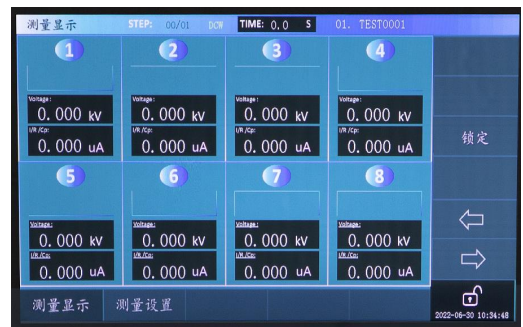 测量显示 STEP: 00/01 DCW TIME: 0.0 S 01. TEST0001
1 2 3 4
Voltage: Voltage: Voltage: Voltage:
0.000 kV 0.000 kV 0.000 kV 0.000 kV
I/R /Cp: I/R /Cp: I/R /Cp: I/R /Cp:
0.000 uA 0.000 uA 0.000 uA 0.000 uA
锁定
5 6 7 8
Voltage: Voltage: Voltage: Voltage:
0.000 kV 0.000 kV 0.000 kV 0.000 kV
I/R /Cp: I/R /Cp: I/R /Cp: I/R /Cp:
0.000 uA 0.000 uA 0.000 uA 0.000 uA
测量显示 测量设置
2022-06-30 10:34:48